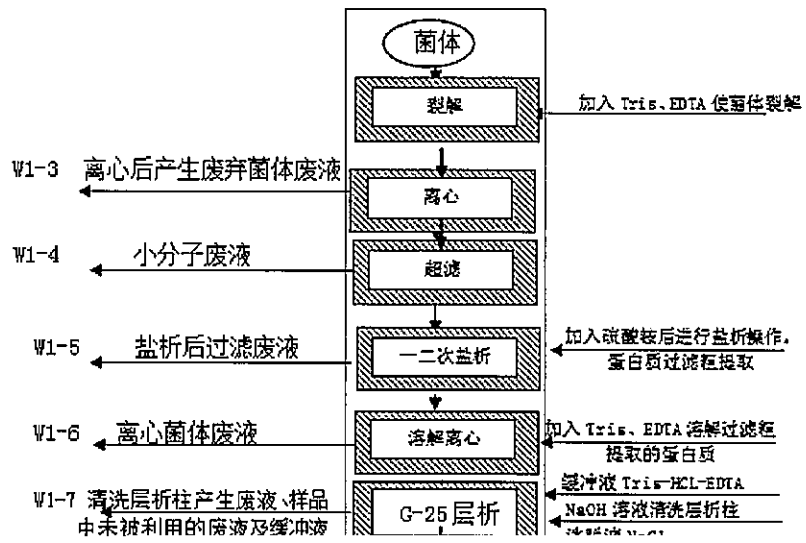 菌体
裂解
加入 Tris、EDTA 使菌体裂解
W1-3 离心后产生废弃菌体废液
离心
W1-4 小分子废液
超滤
W1-5 盐析后过滤废液
一二次盐析
加入硫酸铵后进行盐析操作,
蛋白质过滤粗提取
W1-6 离心菌体废液
溶解离心
加入 Tris、EDTA 溶解过滤粗
提取的蛋白质
W1-7 清洗层析柱产生废液、样品
中未被利用的废液及缓冲液
G-25 层析
缓冲液 Tris-HCL-EDTA
NaOH 溶液清洗层析柱